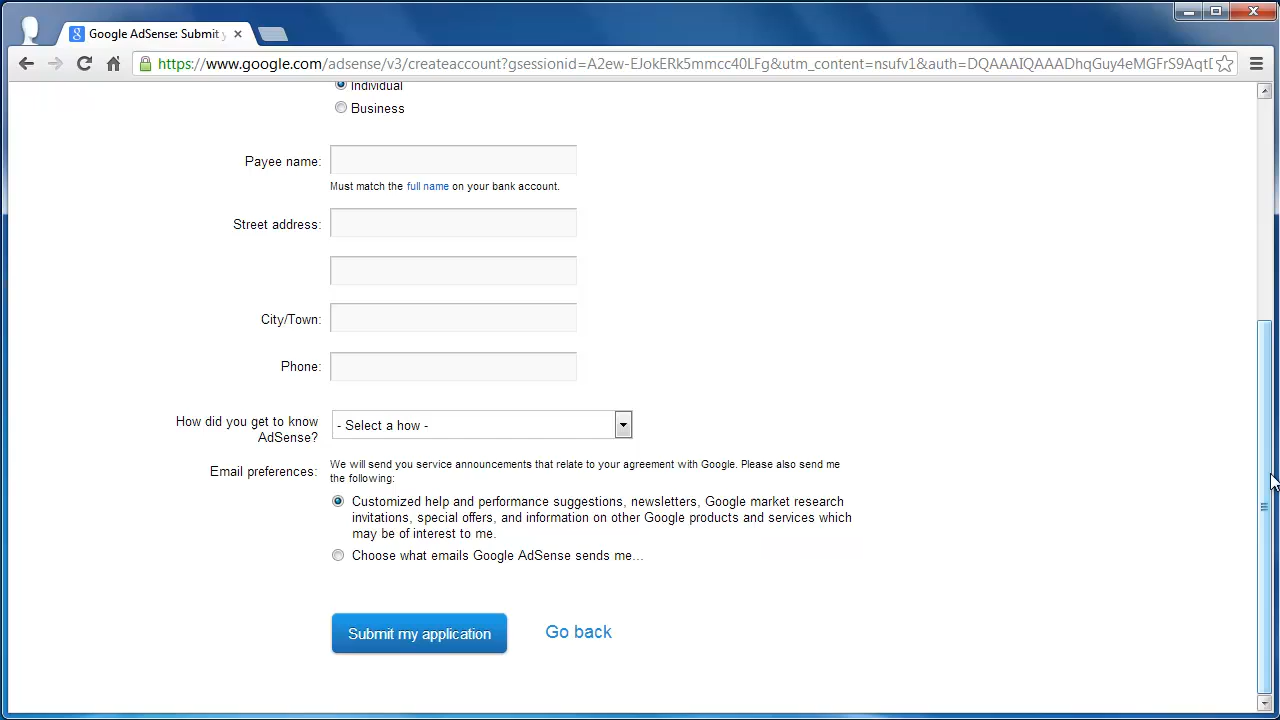 Google AdSense: Submit y
https://www.google.com/adsense/v3/createaccount?gsessionid=A2ew-EJokERk5mmcc40LFg&utm_content=nsufv1&auth=DQAAAIQAAADhqGuy4eMGFrS9AqtD
Individual
Business
Payee name:
Must match the full name on your bank account.
Street address:
City/Town:
Phone:
How did you get to know
AdSense?
- Select a how -
Email preferences:
We will send you service announcements that relate to your agreement with Google. Please also send me
the following:
Customized help and performance suggestions, newsletters, Google market research
invitations, special offers, and information on other Google products and services which
may be of interest to me.
Choose what emails Google AdSense sends me...
Submit my application
Go back